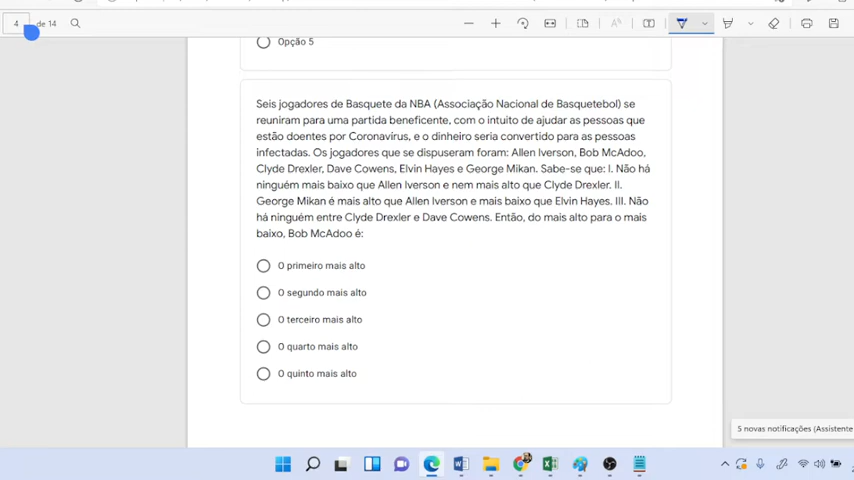 4 de 14
Opção 5
Seis jogadores de Basquete da NBA (Associação Nacional de Basquetebol) se
reuniram para uma partida beneficente, com o intuito de ajudar as pessoas que
estão doentes por Coronavírus, e o dinheiro seria convertido para as pessoas
infectadas. Os jogadores que se dispuseram foram: Allen Iverson, Bob McAdoo,
Clyde Drexler, Dave Cowens, Elvin Hayes e George Mikan. Sabe-se que: I. Não há
ninguém mais baixo que Allen Iverson e nem mais alto que Clyde Drexler. II.
George Mikan é mais alto que Allen Iverson e mais baixo que Elvin Hayes. III. Não
há ninguém entre Clyde Drexler e Dave Cowens. Então, do mais alto para o mais
baixo, Bob McAdoo é:
O primeiro mais alto
O segundo mais alto
O terceiro mais alto
O quarto mais alto
O quinto mais alto
5 novas notificações (Assistente